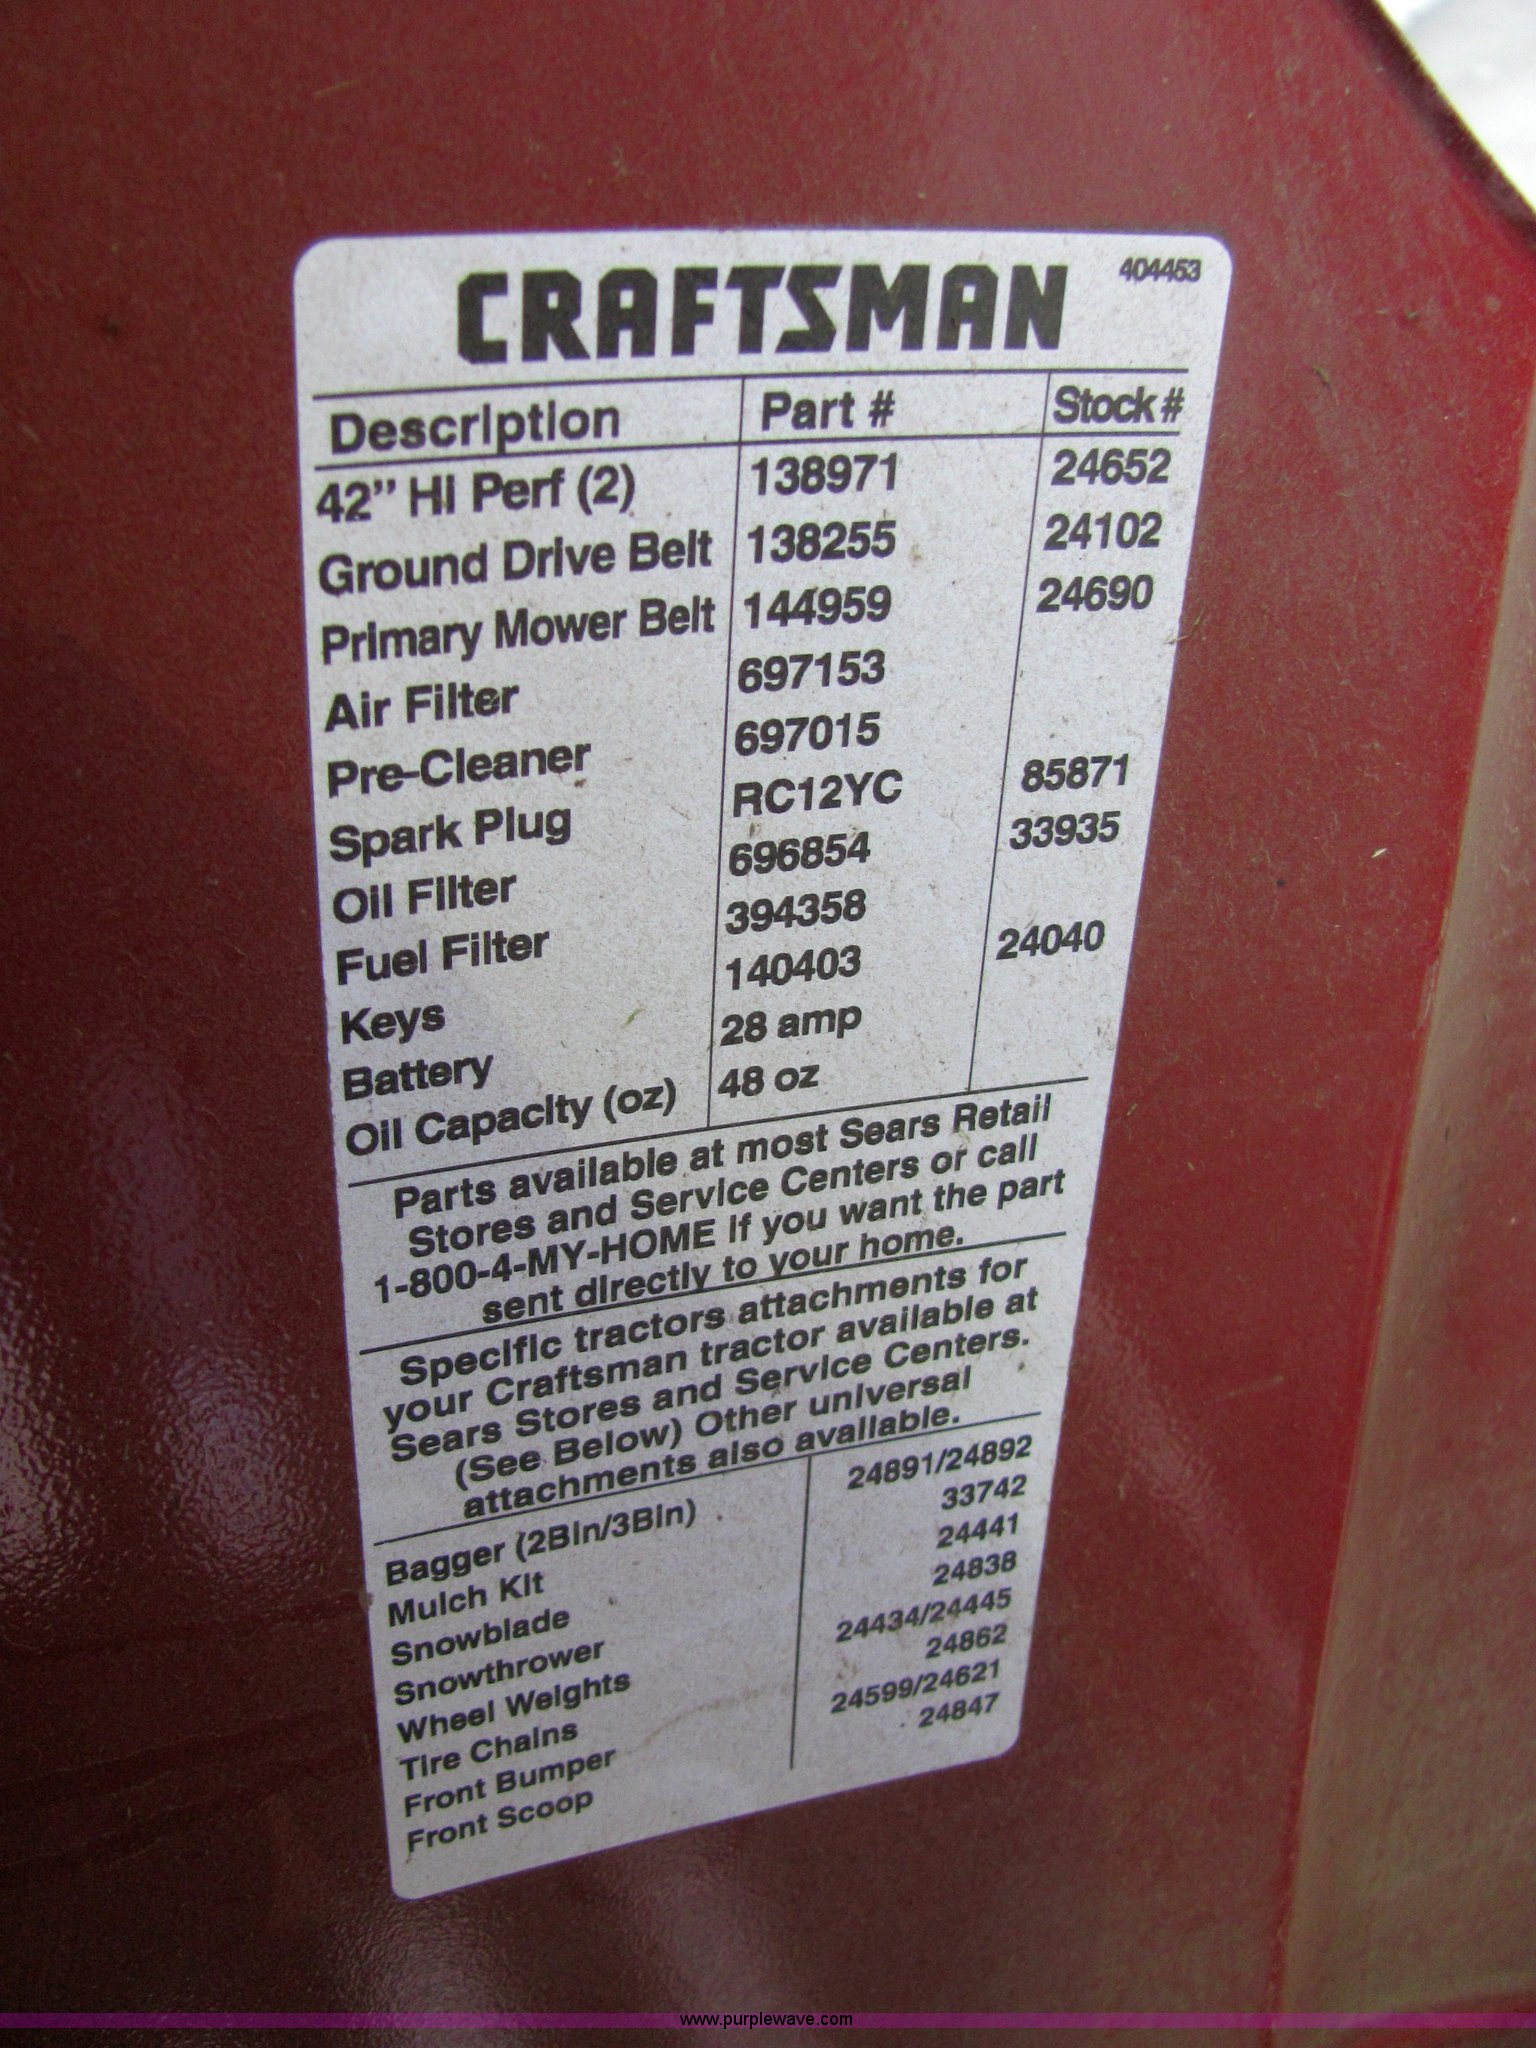 CRAFTSMAN 404453
Description Part # Stock #
42” Hi Perf (2) 138971 24652
Ground Drive Belt 138255 24102
Primary Mower Belt 144959 24690
Air Filter 697153
Pre-Cleaner 697015
Spark Plug RC12YC 85871
Oil Filter 696854 33935
Fuel Filter 394358
Keys 140403 24040
Battery 28 amp
Oil Capacity (oz) 48 oz
Parts available at most Sears Retail
Stores and Service Centers or call
1-800-4-MY-HOME if you want the part
sent directly to your home.
Specific tractors attachments for
your Craftsman tractor available at
Sears Stores and Service Centers.
(See Below) Other universal
attachments also available.
Bagger (2Bin/3Bin) 24891/24892
Mulch Kit 33742
Snowblade 24441
Snowthrower 24838
Wheel Weights 24434/24445
Tire Chains 24862
Front Bumper 24599/24621
Front Scoop 24847
www.purplewave.com